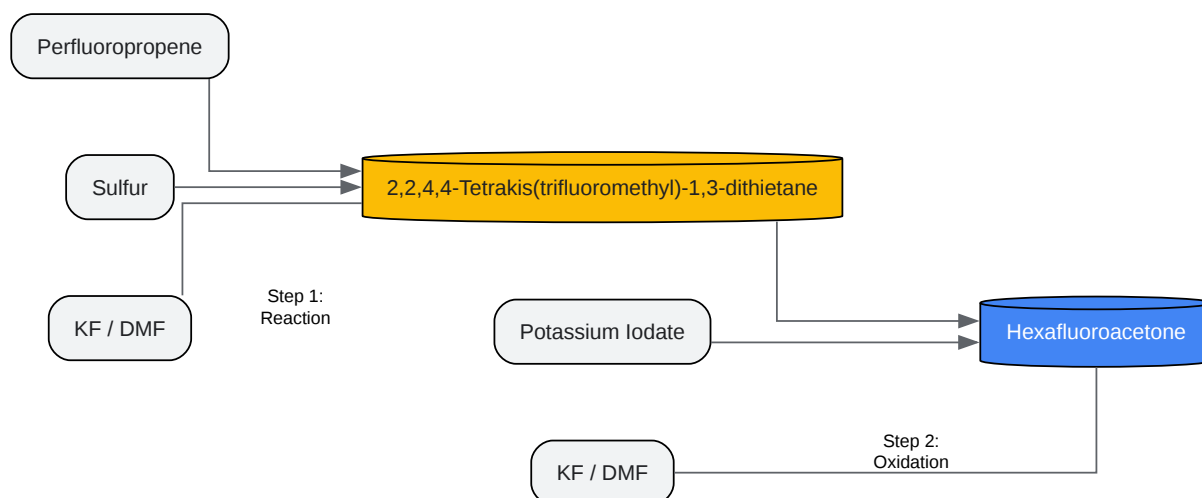 Perfluoropropene
Sulfur
2,2,4,4-Tetrakis(trifluoromethyl)-1,3-dithietane
KF / DMF
Step 1:
Reaction
Potassium Iodate
Hexafluoroacetone
KF / DMF
Step 2:
Oxidation